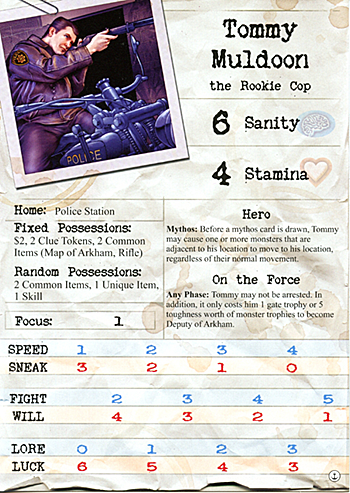 Tommy
Muldoon
the Rookie Cop
6 Sanity
4 Stamina
POLICE
Home: Police Station
Fixed Possessions:
$2, 2 Clue Tokens, 2 Common
Items (Map of Arkham, Rifle)
Random Possessions:
2 Common Items, 1 Unique Item,
1 Skill
Focus: 1
Hero
Mythos: Before a mythos card is drawn, Tommy
may cause one or more monsters that are
adjacent to his location to move to his location,
regardless of their normal movement.
On the Force
Any Phase: Tommy may not be arrested. In
addition, it only costs him 1 gate trophy or 5
toughness worth of monster trophies to become
Deputy of Arkham.
SPEED 1 2 3 4
SNEAK 3 2 1 0
FIGHT 2 3 4 5
WILL 4 3 2 1
LORE 0 1 2 3
LUCK 6 5 4 3